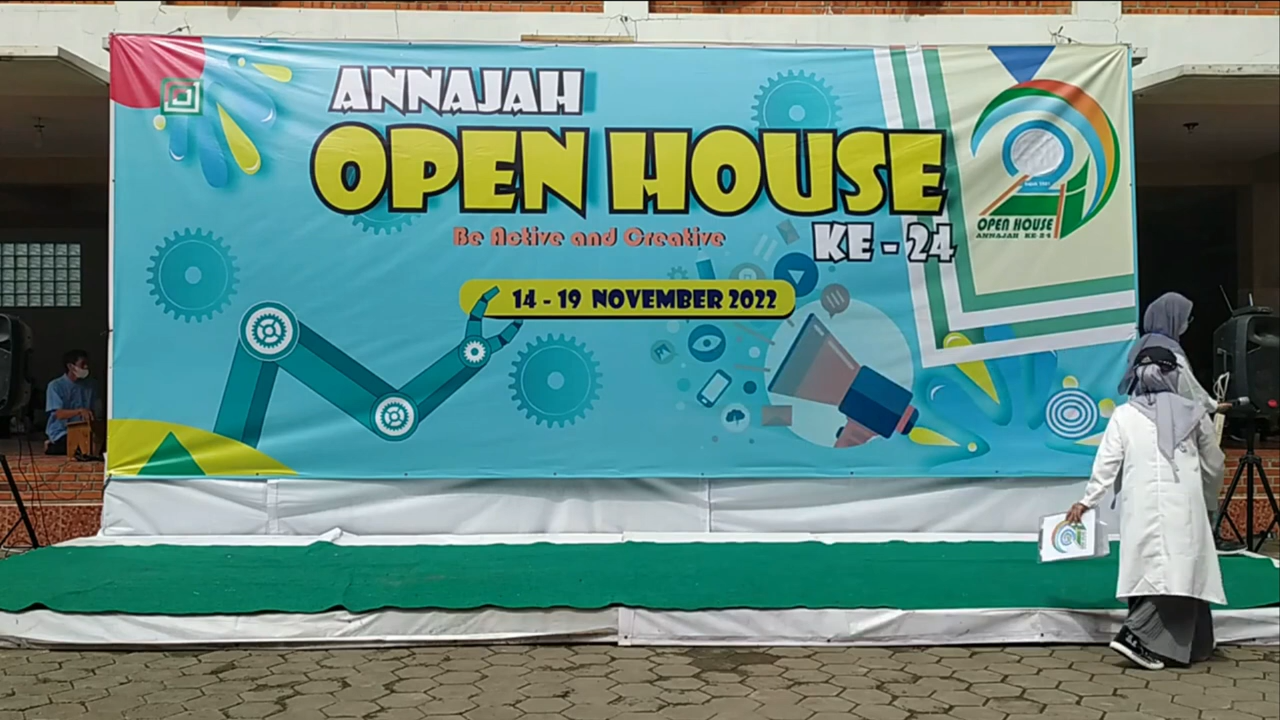 ANNAJAH
OPEN HOUSE
KE - 24
Be Active and Creative
14 - 19 NOVEMBER 2022
OPEN HOUSE
ANNAJAH KE-24